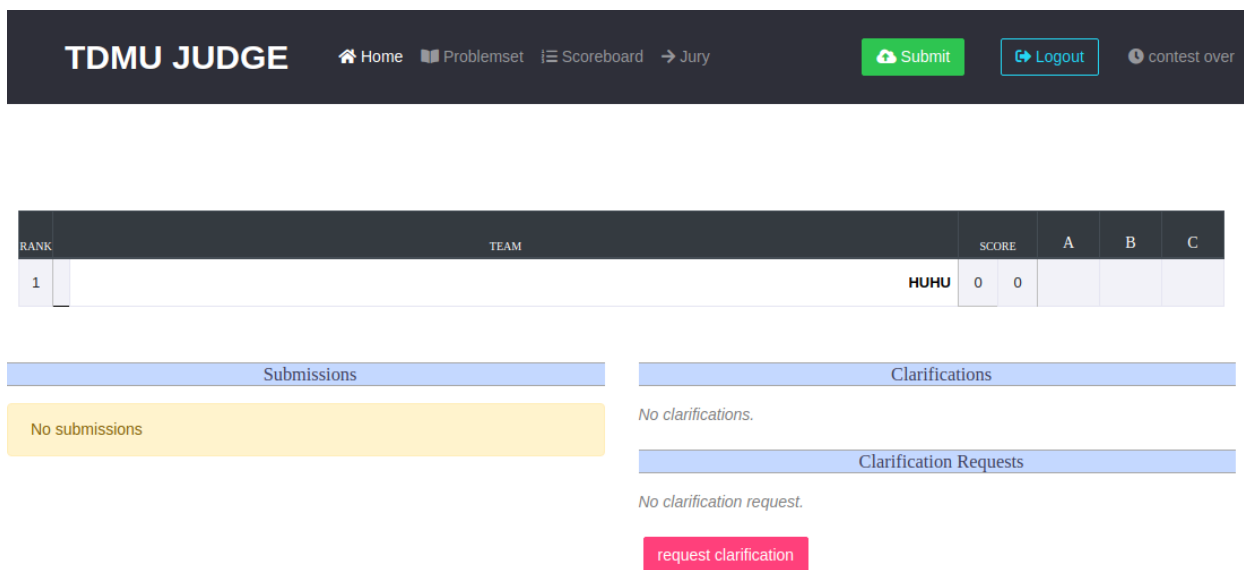 TDMU JUDGE Home Problemset Scoreboard Jury Submit Logout contest over
RANK TEAM SCORE A B C
1 HUHU 0 0
Submissions
No submissions
Clarifications
No clarifications.
Clarification Requests
No clarification request.
request clarification